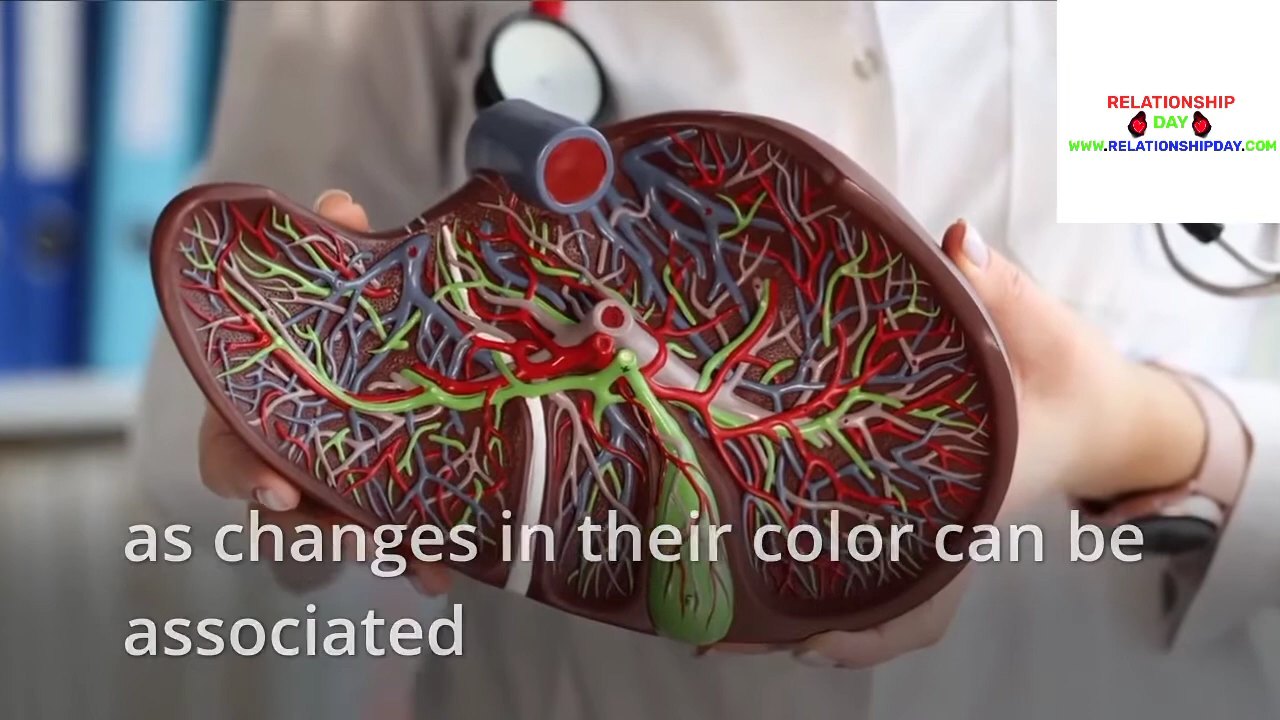 RELATIONSHIP
DAY
WWW.RELATIONSHIPDAY.COM
as changes in their color can be
associated